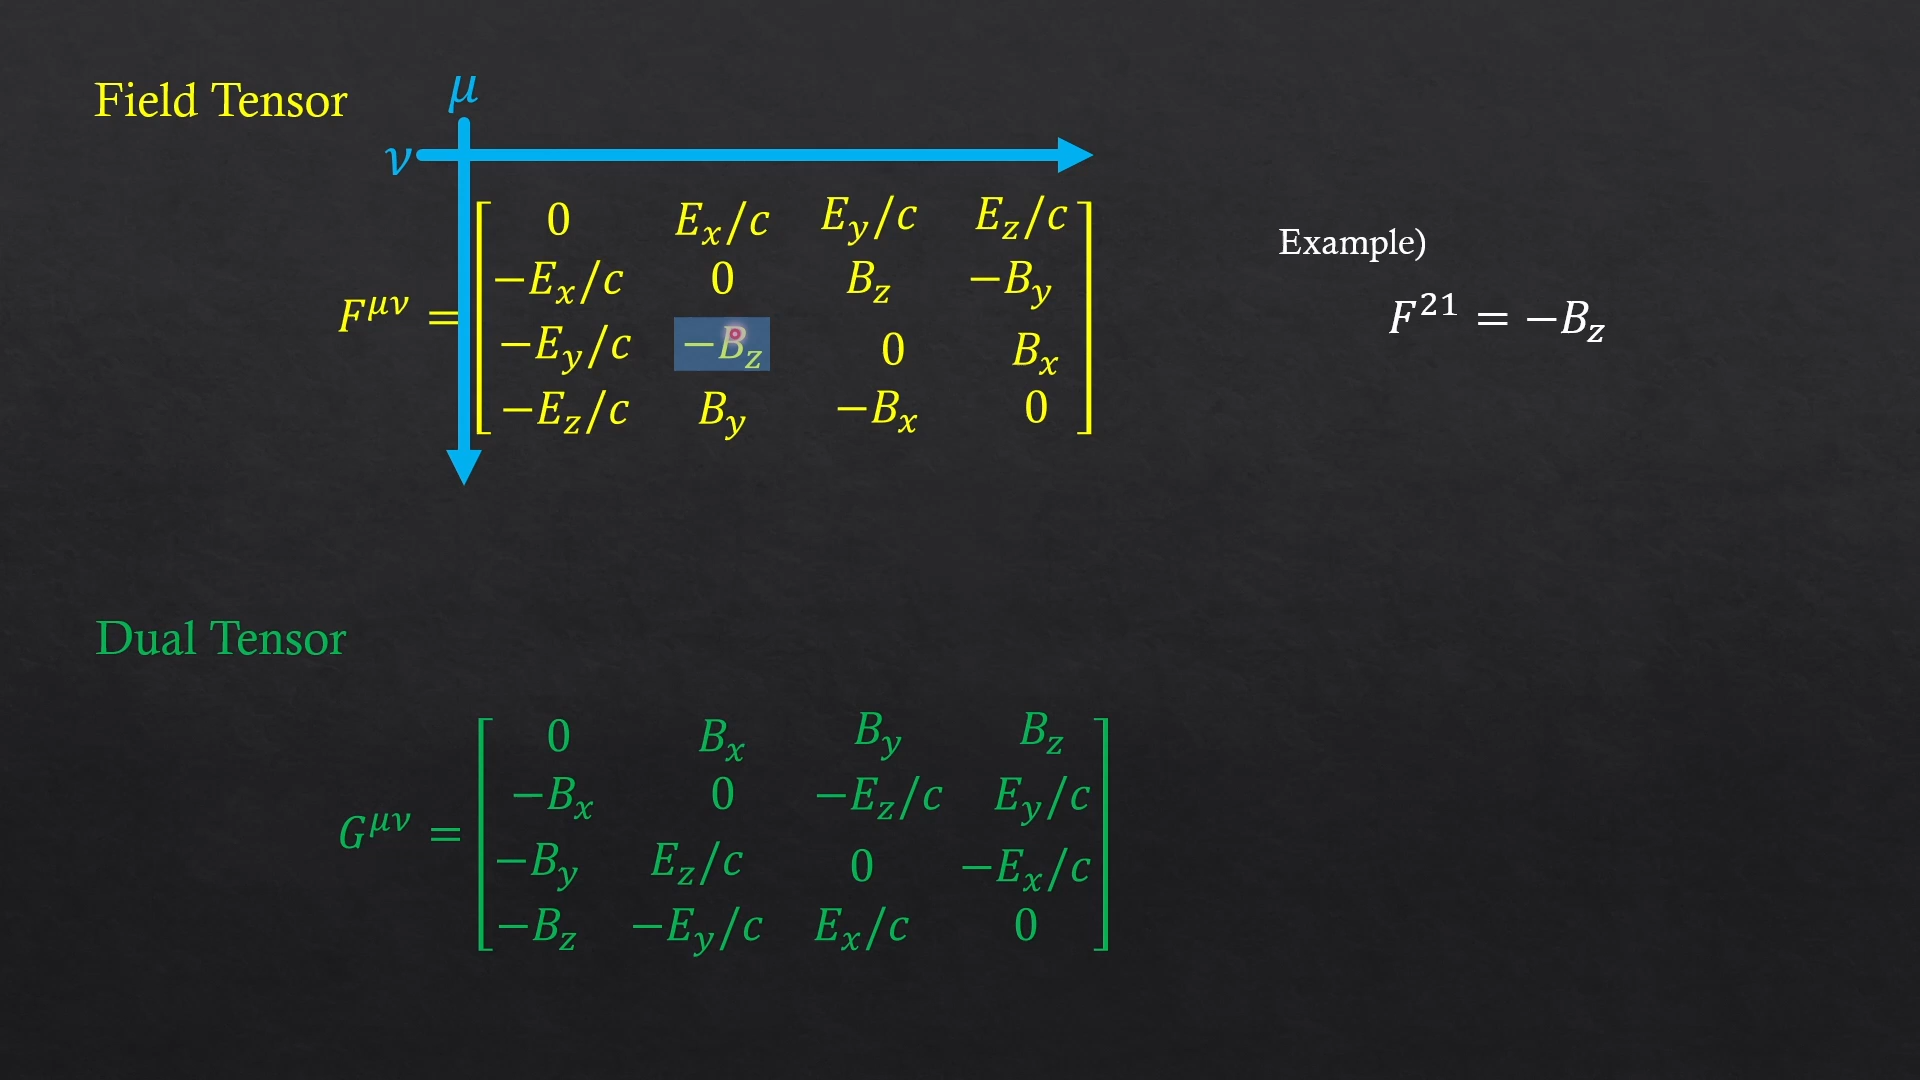 Field Tensor
μ
ν
F^{μν} =
0 E_x/c E_y/c E_z/c
−E_x/c 0 B_z −B_y
−E_y/c −B_z 0 B_x
−E_z/c B_y −B_x 0
Example)
F^{21} = −B_z
Dual Tensor
G^{μν} =
0 B_x B_y B_z
−B_x 0 −E_z/c E_y/c
−B_y E_z/c 0 −E_x/c
−B_z −E_y/c E_x/c 0